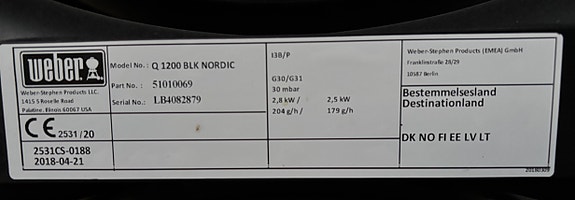 weber
Weber-Stephen Products LLC.
1415 S Roselle Road
Palatine, Illinois 60067 USA
CE 2531/20
2531CS-0188
2018-04-21
Model No.: Q 1200 BLK NORDIC
Part No.: 51010069
Serial No.: LB4082879
I3B/P
G30/G31
30 mbar
2,8 kW / 2,5 kW
204 g/h / 179 g/h
Weber-Stephen Products (EMEA) GmbH
Franklinstraße 28/29
10587 Berlin
Bestemmelsesland
Destinationland
DK NO FI EE LV LT